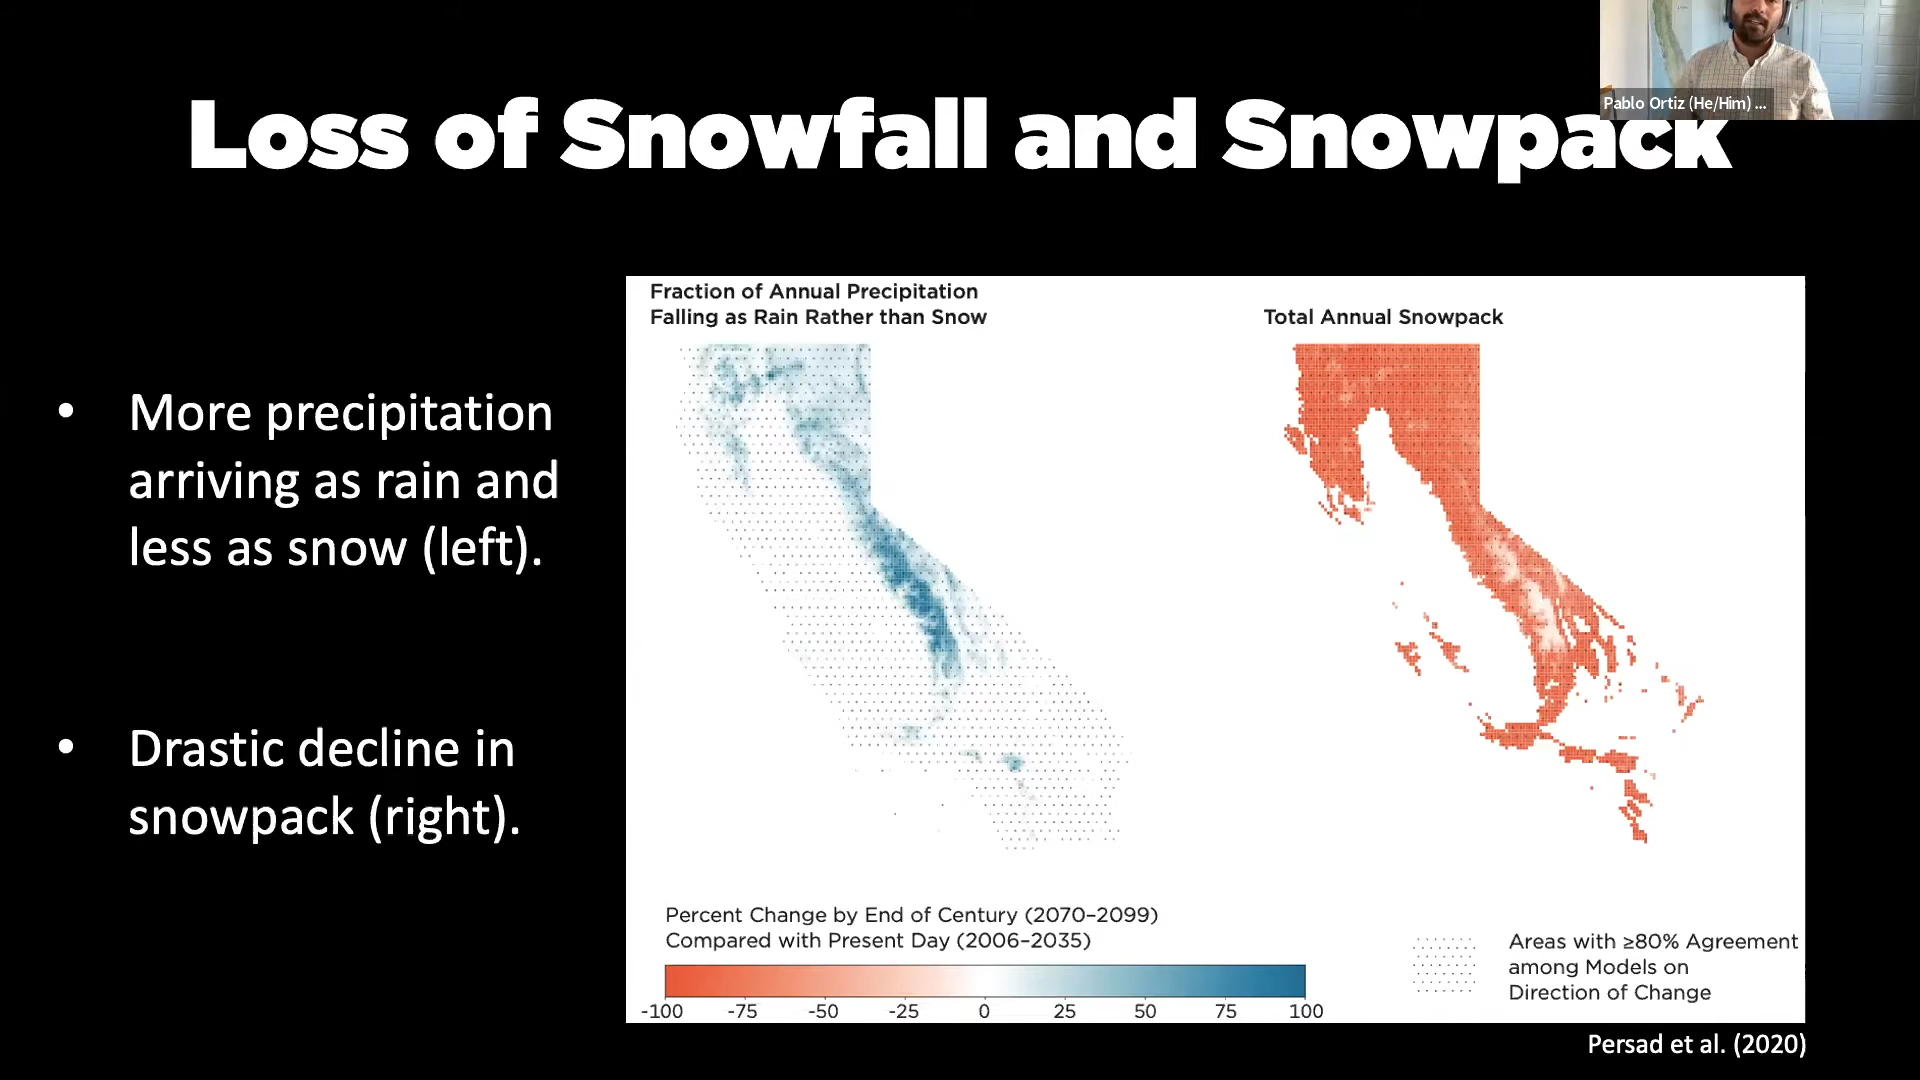 Pablo Ortiz (He/Him) ...
Loss of Snowfall and Snowpack
• More precipitation
arriving as rain and
less as snow (left).
• Drastic decline in
snowpack (right).
Fraction of Annual Precipitation
Falling as Rain Rather than Snow
Total Annual Snowpack
Percent Change by End of Century (2070–2099)
Compared with Present Day (2006–2035)
-100 -75 -50 -25 0 25 50 75 100
Areas with ≥80% Agreement
among Models on
Direction of Change
Persad et al. (2020)